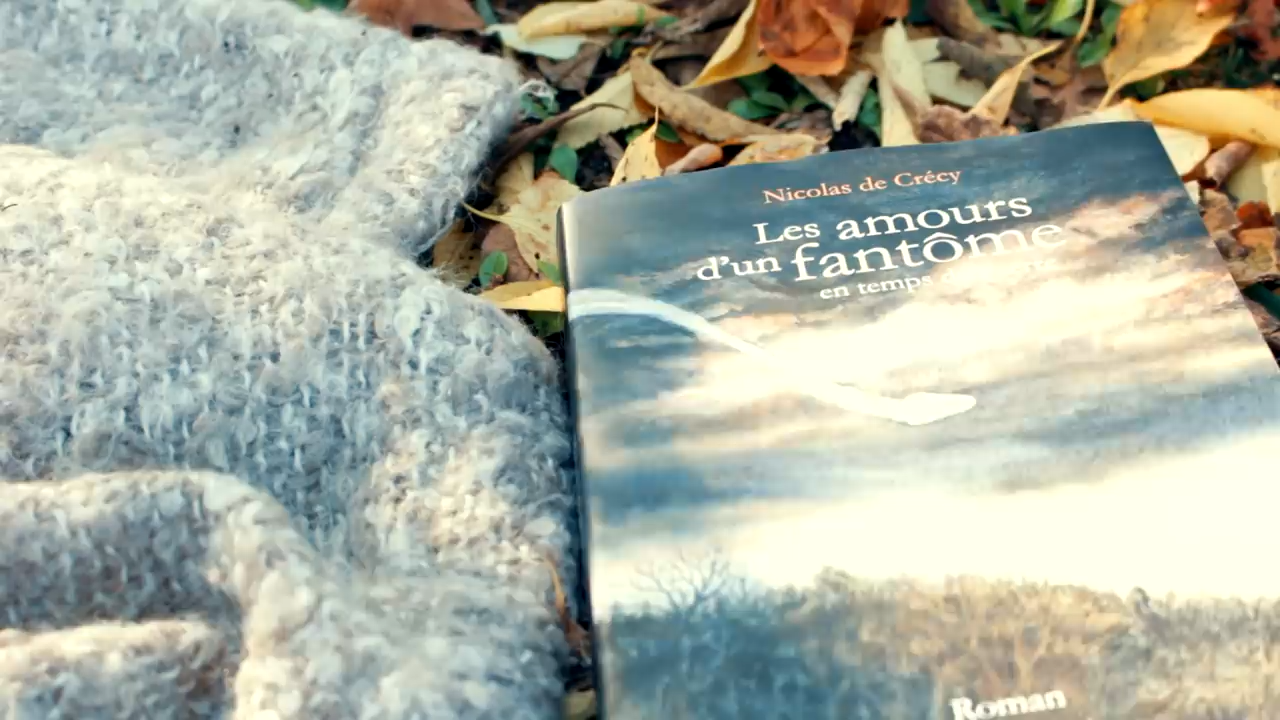 Nicolas de Crécy
Les amours
d'un fantôme
en temps
Roman